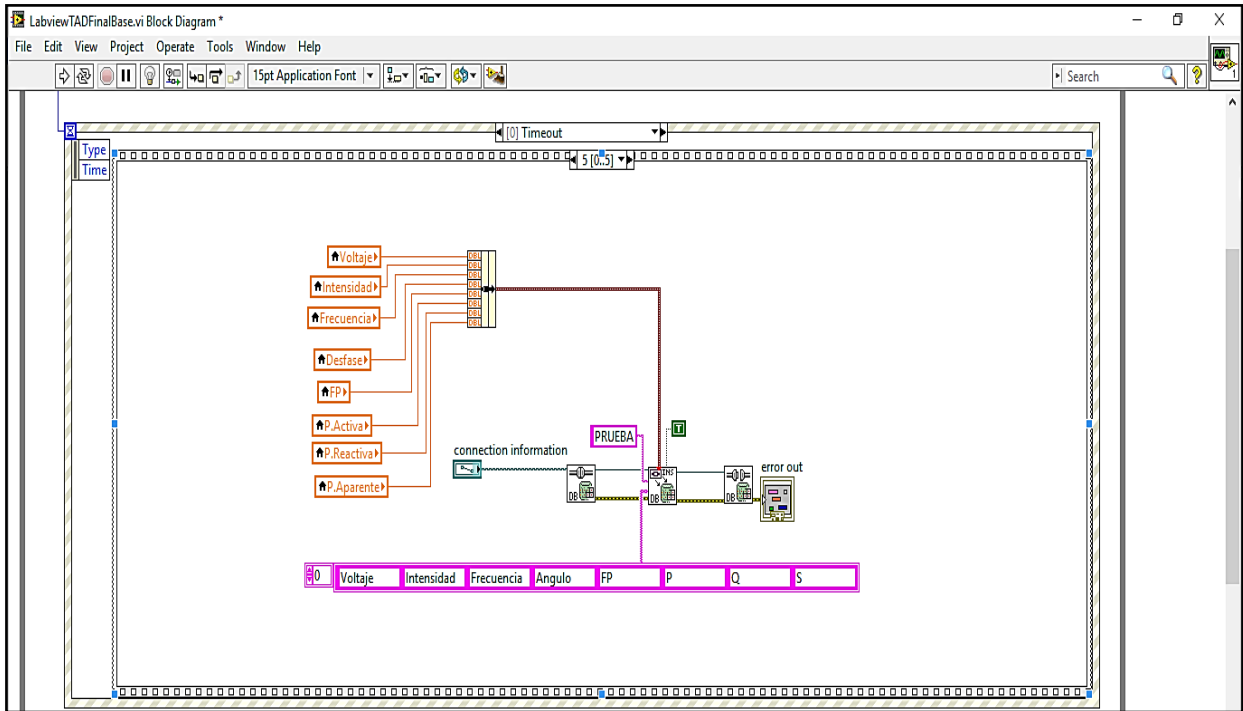 LabviewTADFinalBase.vi Block Diagram *
File Edit View Project Operate Tools Window Help
15pt Application Font
Search
1
[0] Timeout
Type
Time
5 [0..5]
Voltaje
Intensidad
Frecuencia
Desfase
FP
P.Activa
P.Reactiva
P.Aparente
DBL
DBL
DBL
DBL
DBL
DBL
DBL
DBL
PRUEBA
T
connection information
DB
INS
DB
DB
error out
0 Voltaje Intensidad Frecuencia Angulo FP P Q S